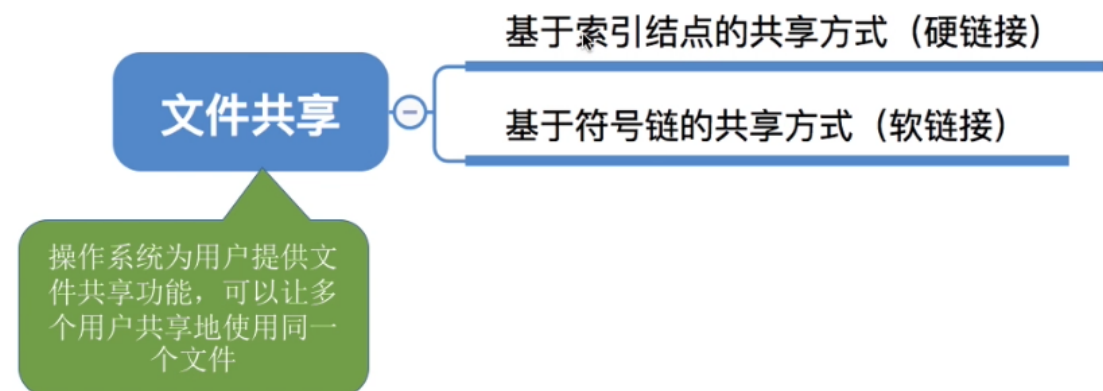 基于索引结点的共享方式（硬链接）
文件共享
基于符号链的共享方式（软链接）
操作系统为用户提供文
件共享功能，可以让多
个用户共享地使用同一
个文件